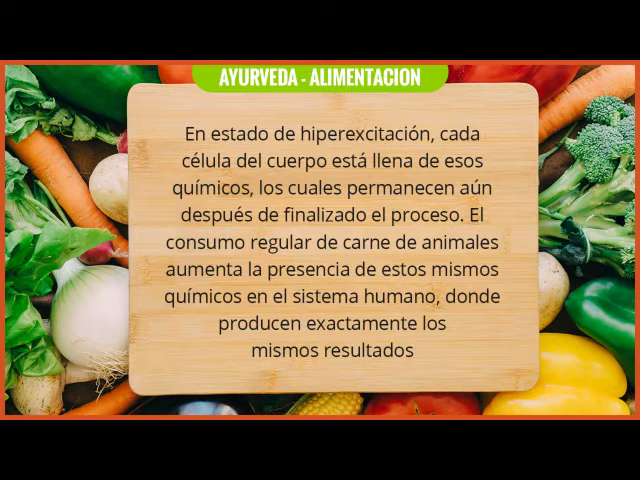 AYURVEDA - ALIMENTACION
En estado de hiperexcitación, cada
célula del cuerpo está llena de esos
químicos, los cuales permanecen aún
después de finalizado el proceso. El
consumo regular de carne de animales
aumenta la presencia de estos mismos
químicos en el sistema humano, donde
producen exactamente los
mismos resultados